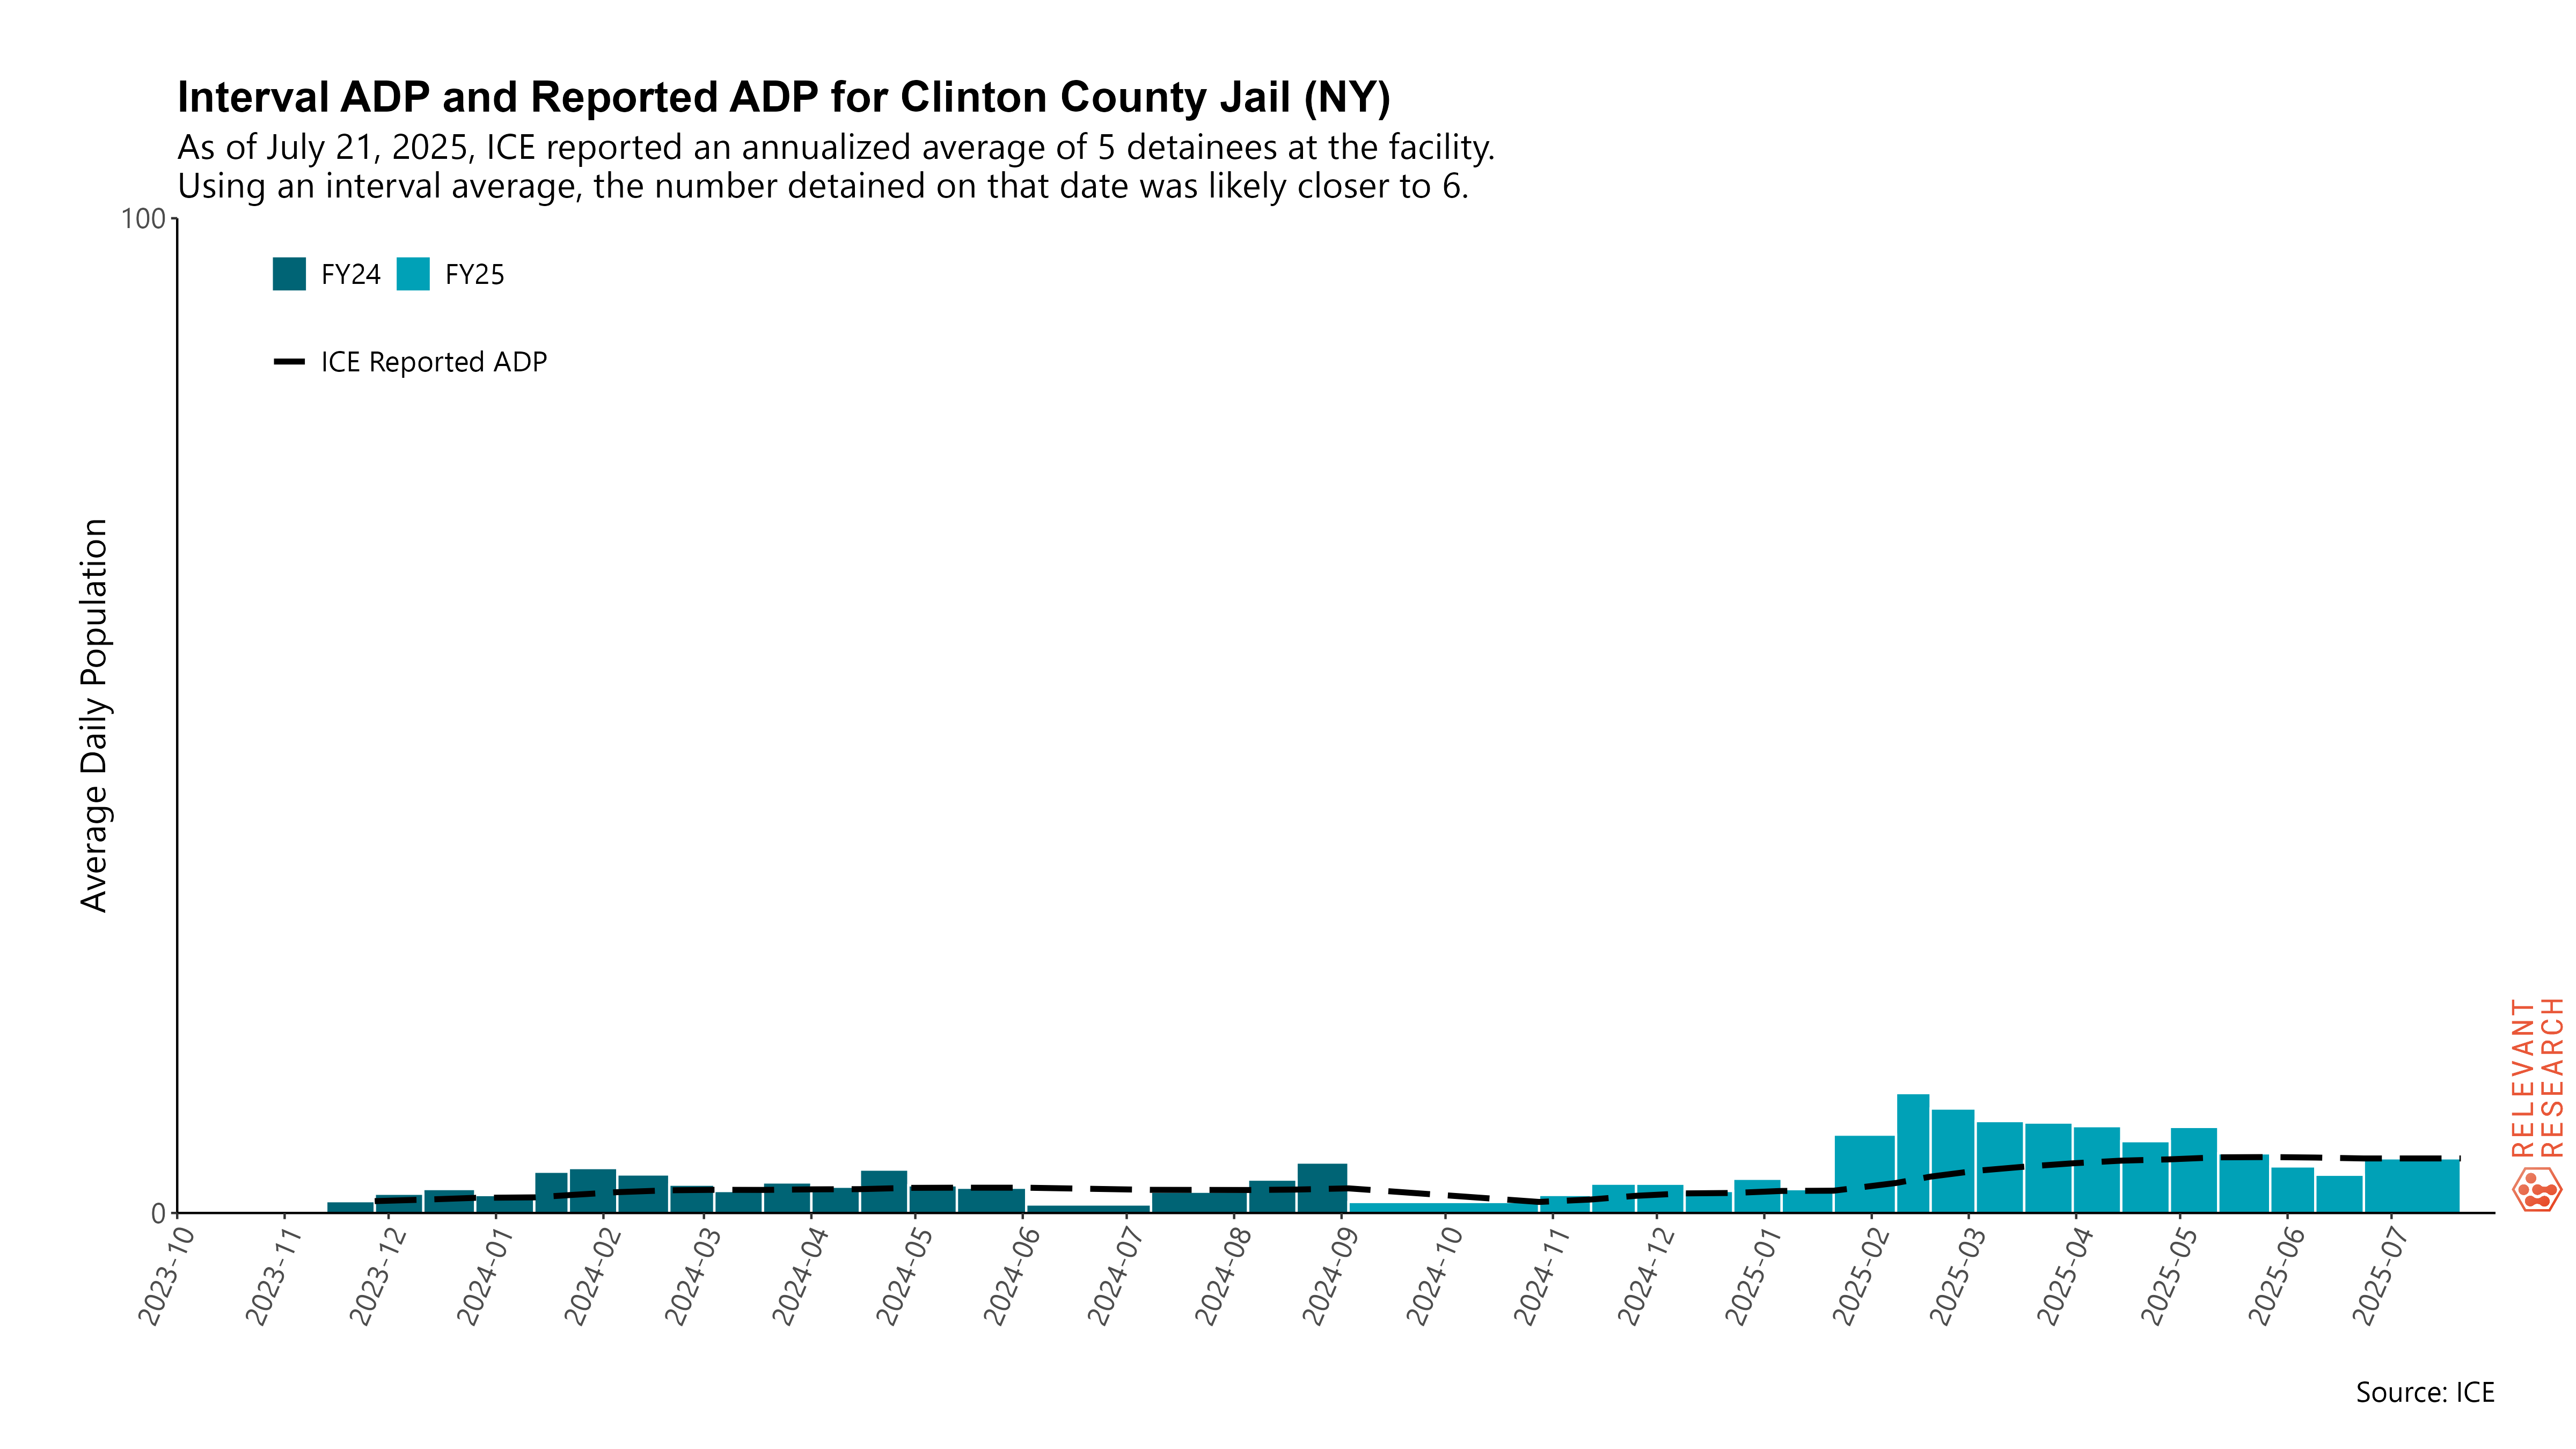 Interval ADP and Reported ADP for Clinton County Jail (NY)
As of July 21, 2025, ICE reported an annualized average of 5 detainees at the facility.
Using an interval average, the number detained on that date was likely closer to 6.
100
FY24 FY25
ICE Reported ADP
Average Daily Population
0
2023-10
2023-11
2023-12
2024-01
2024-02
2024-03
2024-04
2024-05
2024-06
2024-07
2024-08
2024-09
2024-10
2024-11
2024-12
2025-01
2025-02
2025-03
2025-04
2025-05
2025-06
2025-07
RELEVANT
RESEARCH
Source: ICE